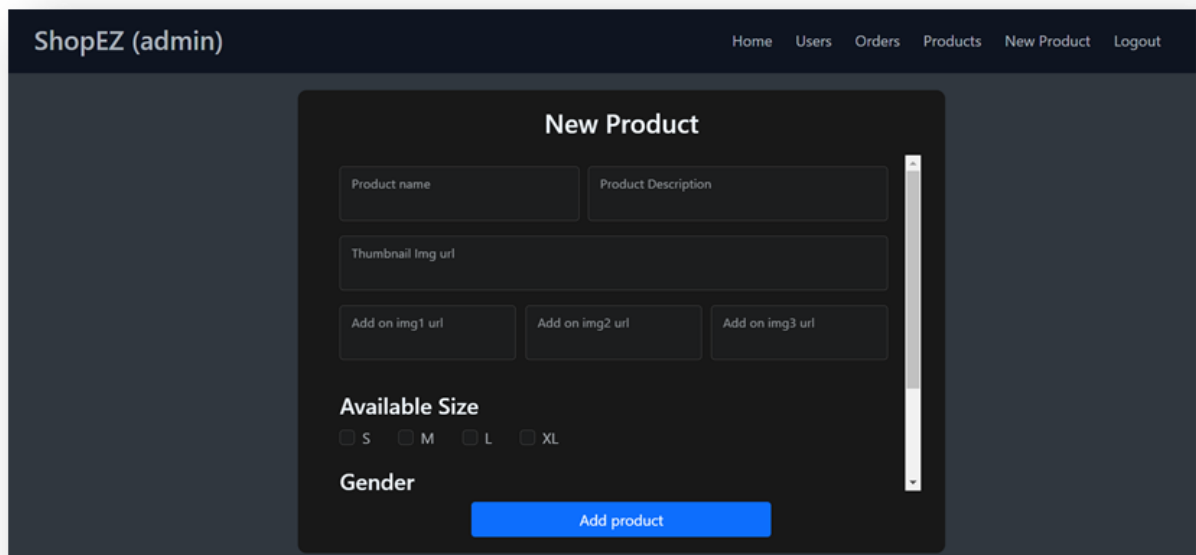 ShopEZ (admin)
Home Users Orders Products New Product Logout
New Product
Product name Product Description
Thumbnail Img url
Add on img1 url Add on img2 url Add on img3 url
Available Size
S M L XL
Gender
Add product